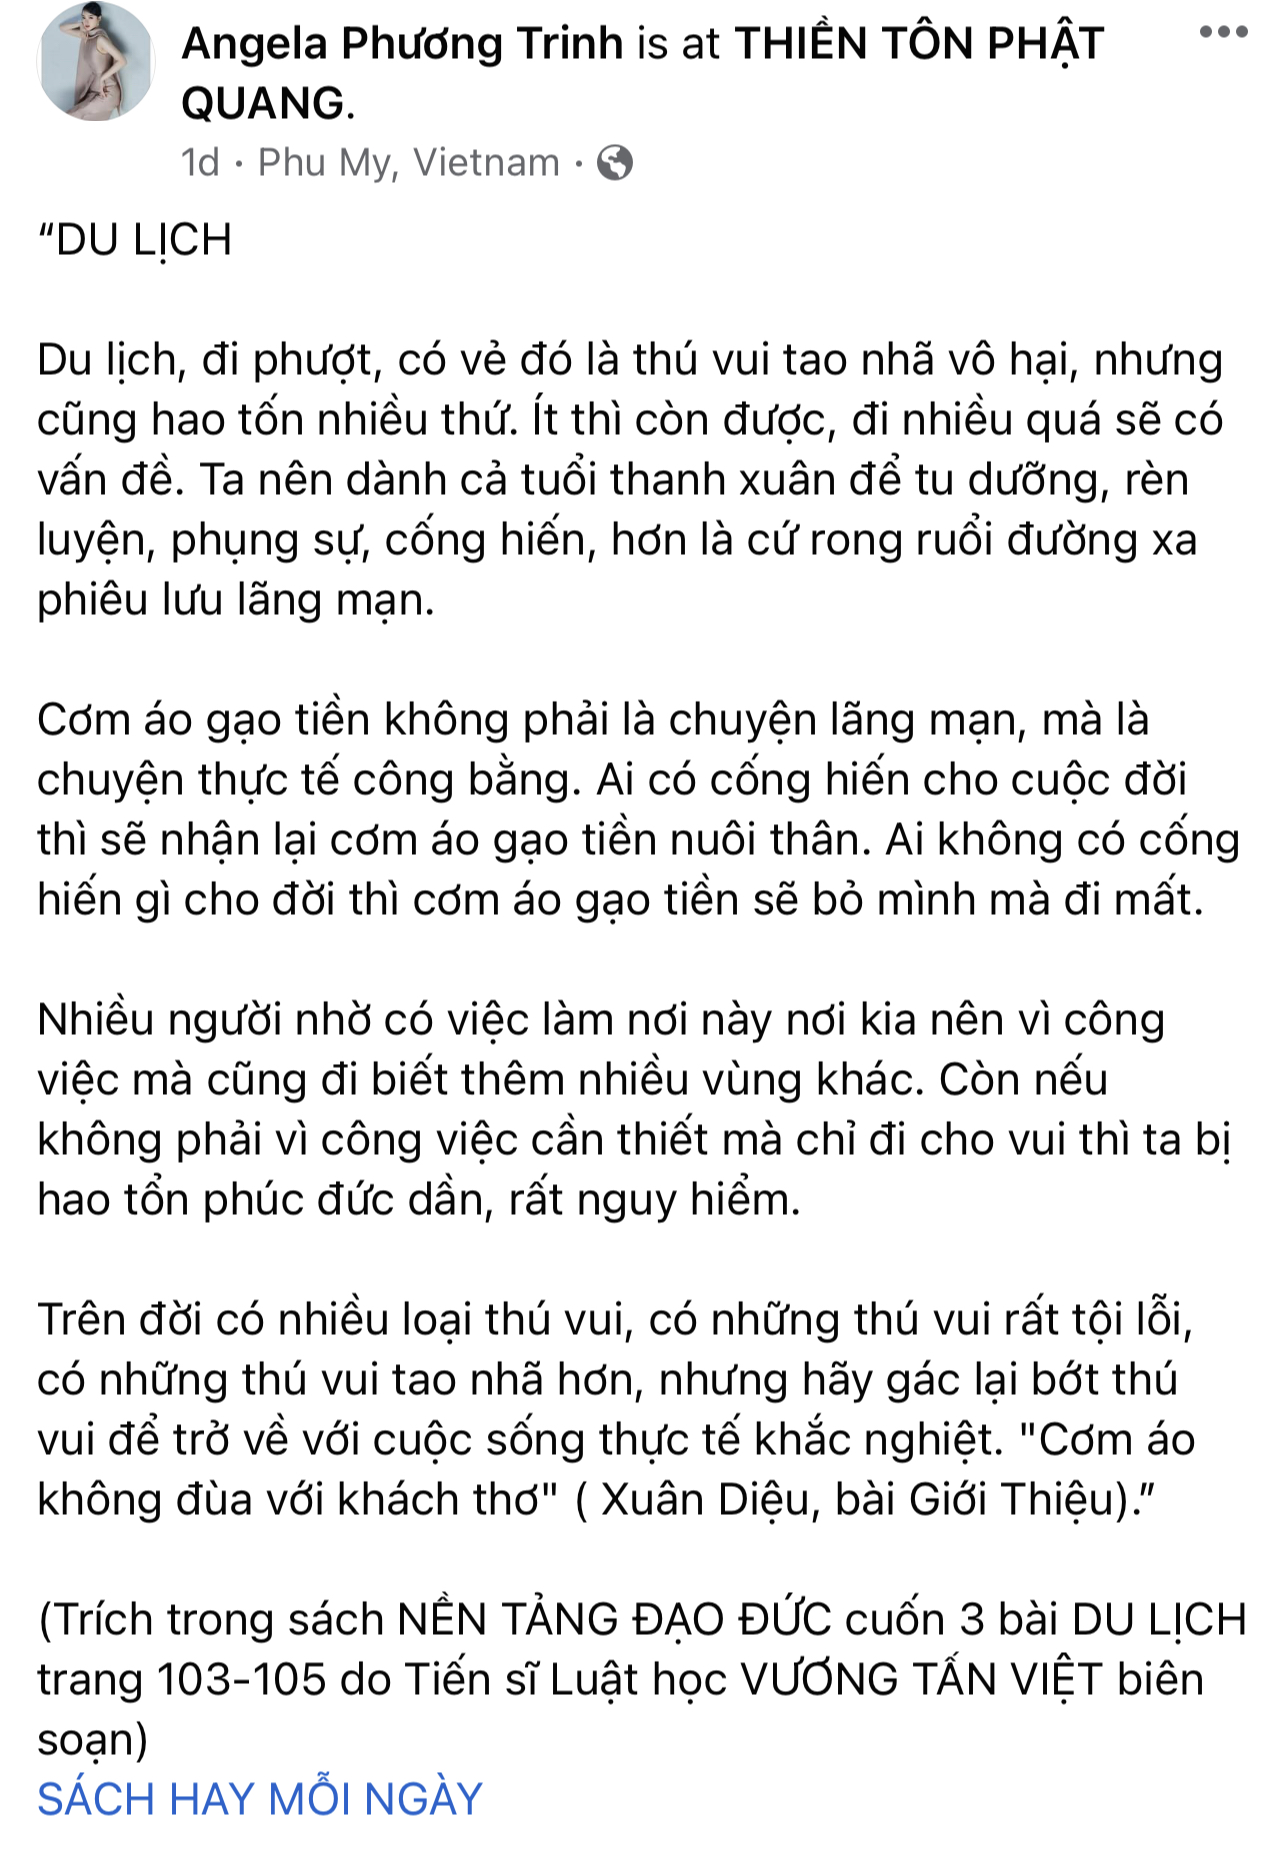 Angela Phương Trinh is at THIỀN TÔN PHẬT
QUANG.
1d · Phu My, Vietnam ·
“DU LỊCH
Du lịch, đi phượt, có vẻ đó là thú vui tao nhã vô hại, nhưng
cũng hao tốn nhiều thứ. Ít thì còn được, đi nhiều quá sẽ có
vấn đề. Ta nên dành cả tuổi thanh xuân để tu dưỡng, rèn
luyện, phụng sự, cống hiến, hơn là cứ rong ruổi đường xa
phiêu lưu lãng mạn.
Cơm áo gạo tiền không phải là chuyện lãng mạn, mà là
chuyện thực tế công bằng. Ai có cống hiến cho cuộc đời
thì sẽ nhận lại cơm áo gạo tiền nuôi thân. Ai không có cống
hiến gì cho đời thì cơm áo gạo tiền sẽ bỏ mình mà đi mất.
Nhiều người nhờ có việc làm nơi này nơi kia nên vì công
việc mà cũng đi biết thêm nhiều vùng khác. Còn nếu
không phải vì công việc cần thiết mà chỉ đi cho vui thì ta bị
hao tổn phúc đức dần, rất nguy hiểm.
Trên đời có nhiều loại thú vui, có những thú vui rất tội lỗi,
có những thú vui tao nhã hơn, nhưng hãy gác lại bớt thú
vui để trở về với cuộc sống thực tế khắc nghiệt. "Cơm áo
không đùa với khách thơ" ( Xuân Diệu, bài Giới Thiệu).”
(Trích trong sách NỀN TẢNG ĐẠO ĐỨC cuốn 3 bài DU LỊCH
trang 103-105 do Tiến sĩ Luật học VƯƠNG TẤN VIỆT biên
soạn)
SÁCH HAY MỖI NGÀY